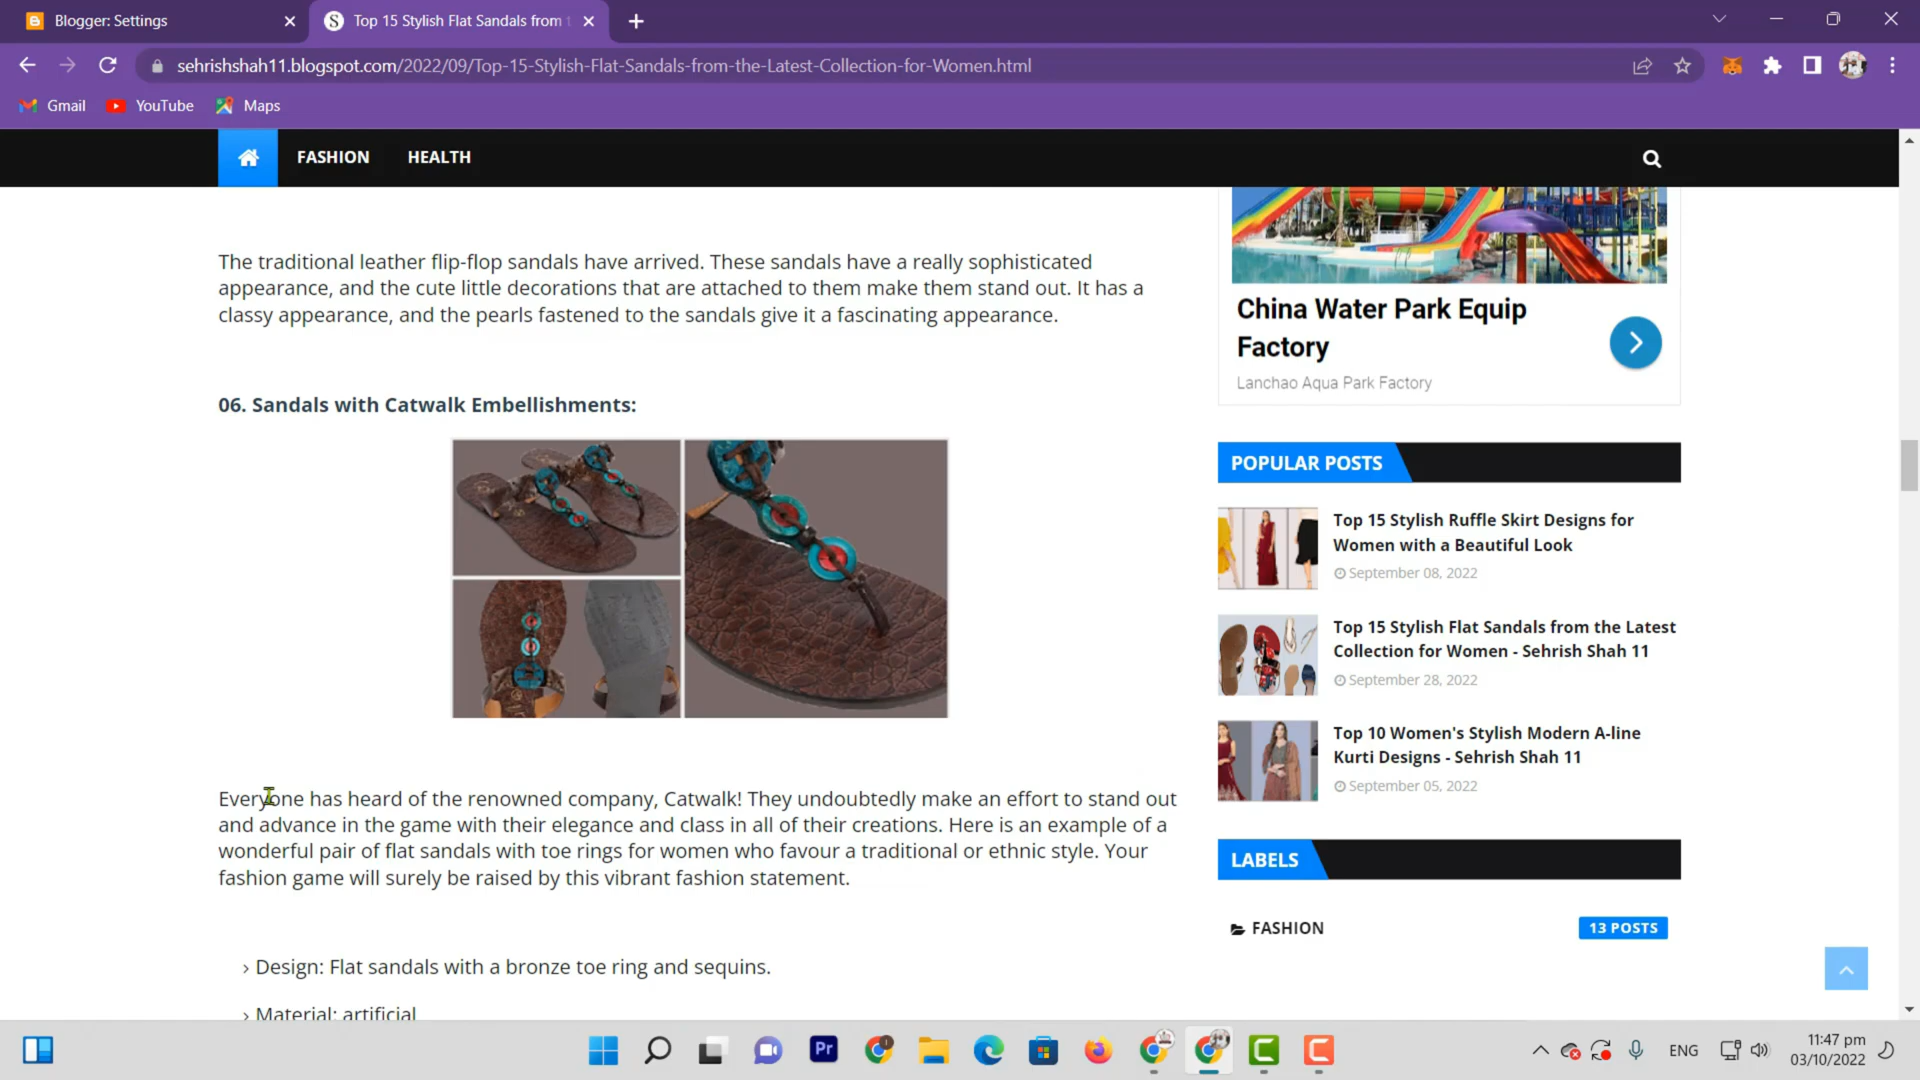 Blogger: Settings
Top 15 Stylish Flat Sandals from
sehrishshah11.blogspot.com/2022/09/Top-15-Stylish-Flat-Sandals-from-the-Latest-Collection-for-Women.html
Gmail YouTube Maps
FASHION HEALTH
The traditional leather flip-flop sandals have arrived. These sandals have a really sophisticated
appearance, and the cute little decorations that are attached to them make them stand out. It has a
classy appearance, and the pearls fastened to the sandals give it a fascinating appearance.
06. Sandals with Catwalk Embellishments:
Everyone has heard of the renowned company, Catwalk! They undoubtedly make an effort to stand out
and advance in the game with their elegance and class in all of their creations. Here is an example of a
wonderful pair of flat sandals with toe rings for women who favour a traditional or ethnic style. Your
fashion game will surely be raised by this vibrant fashion statement.
› Design: Flat sandals with a bronze toe ring and sequins.
› Material: artificial
China Water Park Equip
Factory
Lanchao Aqua Park Factory
POPULAR POSTS
Top 15 Stylish Ruffle Skirt Designs for
Women with a Beautiful Look
September 08, 2022
Top 15 Stylish Flat Sandals from the Latest
Collection for Women - Sehrish Shah 11
September 28, 2022
Top 10 Women's Stylish Modern A-line
Kurti Designs - Sehrish Shah 11
September 05, 2022
LABELS
FASHION 13 POSTS
Pr
ENG
11:47 pm
03/10/2022